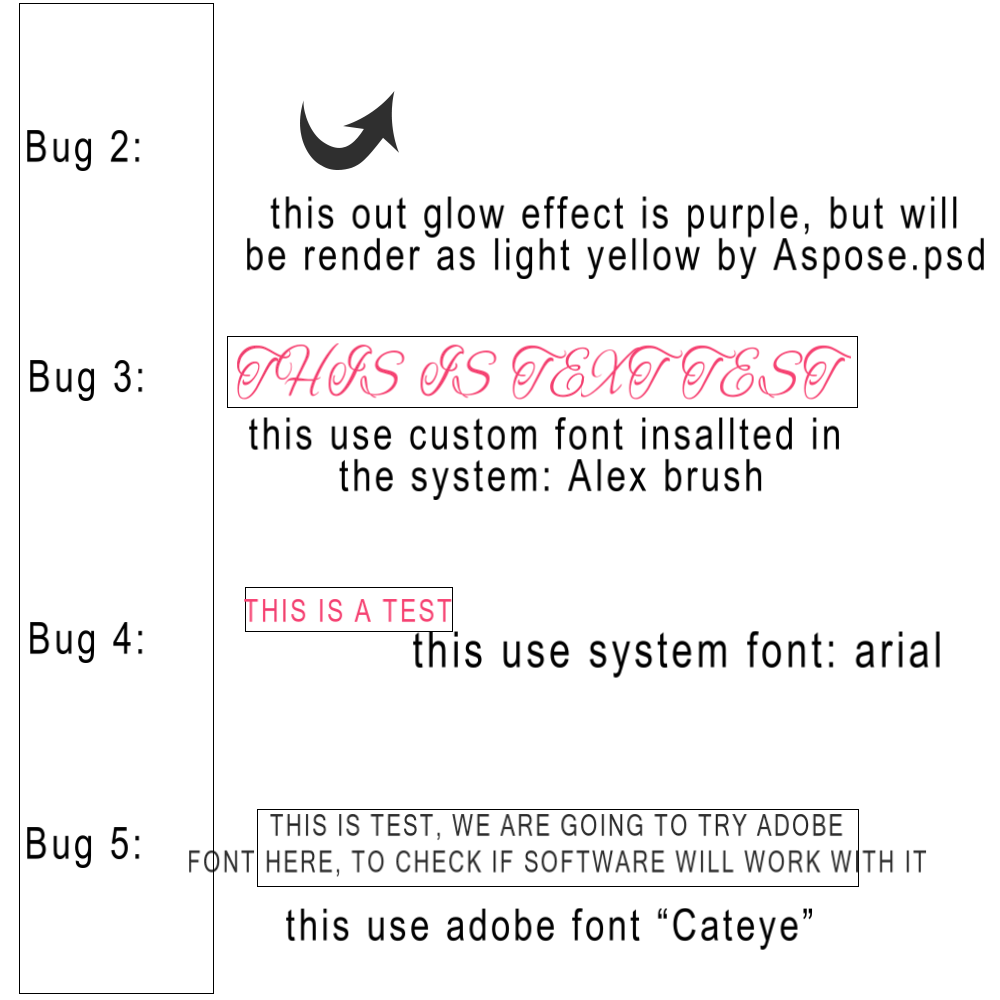 Bug 2:
this out glow effect is purple, but will
be render as light yellow by Aspose.psd
Bug 3:
THIS IS TEXT TEST
this use custom font insallted in
the system: Alex brush
Bug 4:
THIS IS A TEST
this use system font: arial
Bug 5:
THIS IS TEST, WE ARE GOING TO TRY ADOBE
FONT HERE, TO CHECK IF SOFTWARE WILL WORK WITH IT
this use adobe font “Cateye”